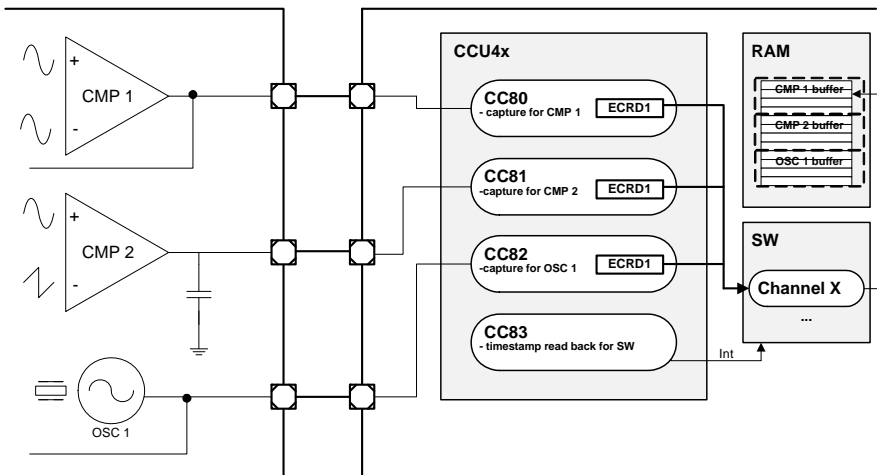 +
CMP 1
-
+
CMP 2
-
OSC 1
CCU4x
CC80
- capture for CMP 1
ECRD1
CC81
-capture for CMP 2
ECRD1
CC82
-capture for OSC 1
ECRD1
CC83
- timestamp read back for SW
Int
RAM
CMP 1 buffer
CMP 2 buffer
OSC 1 buffer
SW
Channel X
...